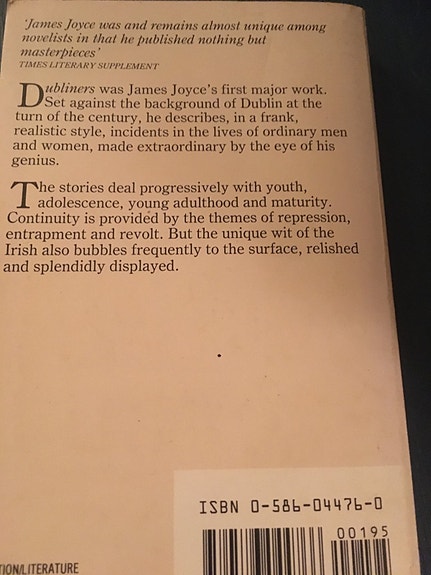 'James Joyce was and remains almost unique among
novelists in that he published nothing but
masterpieces'
TIMES LITERARY SUPPLEMENT
Dubliners was James Joyce's first major work.
Set against the background of Dublin at the
turn of the century, he describes, in a frank,
realistic style, incidents in the lives of ordinary men
and women, made extraordinary by the eye of his
genius.
The stories deal progressively with youth,
adolescence, young adulthood and maturity.
Continuity is provided by the themes of repression,
entrapment and revolt. But the unique wit of the
Irish also bubbles frequently to the surface, relished
and splendidly displayed.
ISBN 0-586-04476-0
00195
TION/LITERATURE